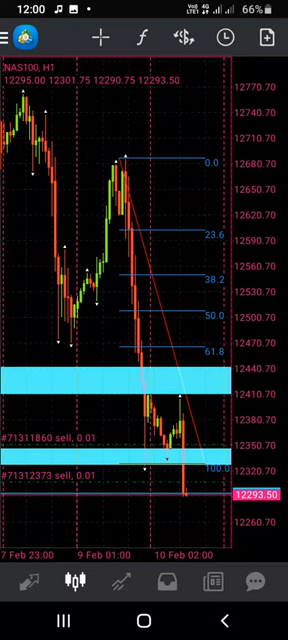 12:00
Vo) 4G
LTE1
66%
NAS100, H1
12295.00 12301.75 12290.75 12293.50
12770.70
12740.70
12710.70
12680.70
12650.70
12620.70
12590.70
12560.70
12530.70
12500.70
12470.70
12440.70
12410.70
12380.70
12350.70
12320.70
12293.50
12260.70
0.0
23.6
38.2
50.0
61.8
100.0
#71311860 sell, 0.01
#71312373 sell, 0.01
7 Feb 23:00
9 Feb 01:00
10 Feb 02:00